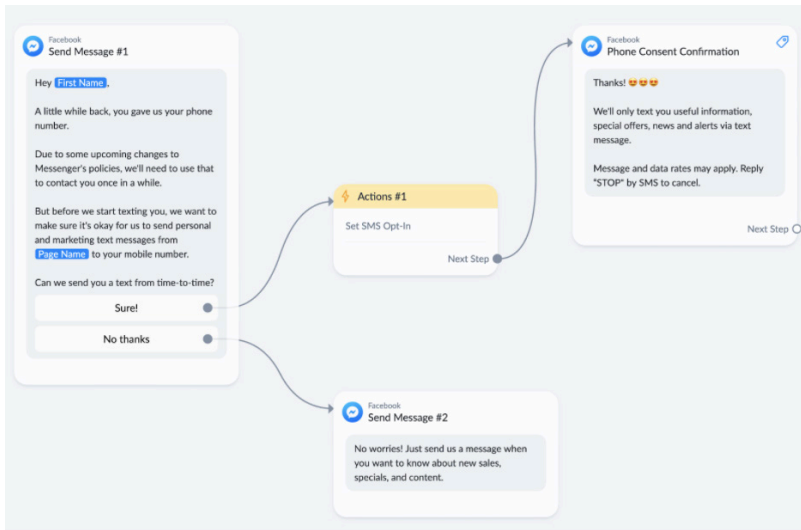 Facebook
Send Message #1
Hey First Name,
A little while back, you gave us your phone
number.
Due to some upcoming changes to
Messenger's policies, we'll need to use that
to contact you once in a while.
But before we start texting you, we want to
make sure it's okay for us to send personal
and marketing text messages from
Page Name to your mobile number.
Can we send you a text from time-to-time?
Sure!
No thanks
Actions #1
Set SMS Opt-In
Next Step
Facebook
Send Message #2
No worries! Just send us a message when
you want to know about new sales,
specials, and content.
Facebook
Phone Consent Confirmation
Thanks! 😍😍😍
We'll only text you useful information,
special offers, news and alerts via text
message.
Message and data rates may apply. Reply
"STOP" by SMS to cancel.
Next Step